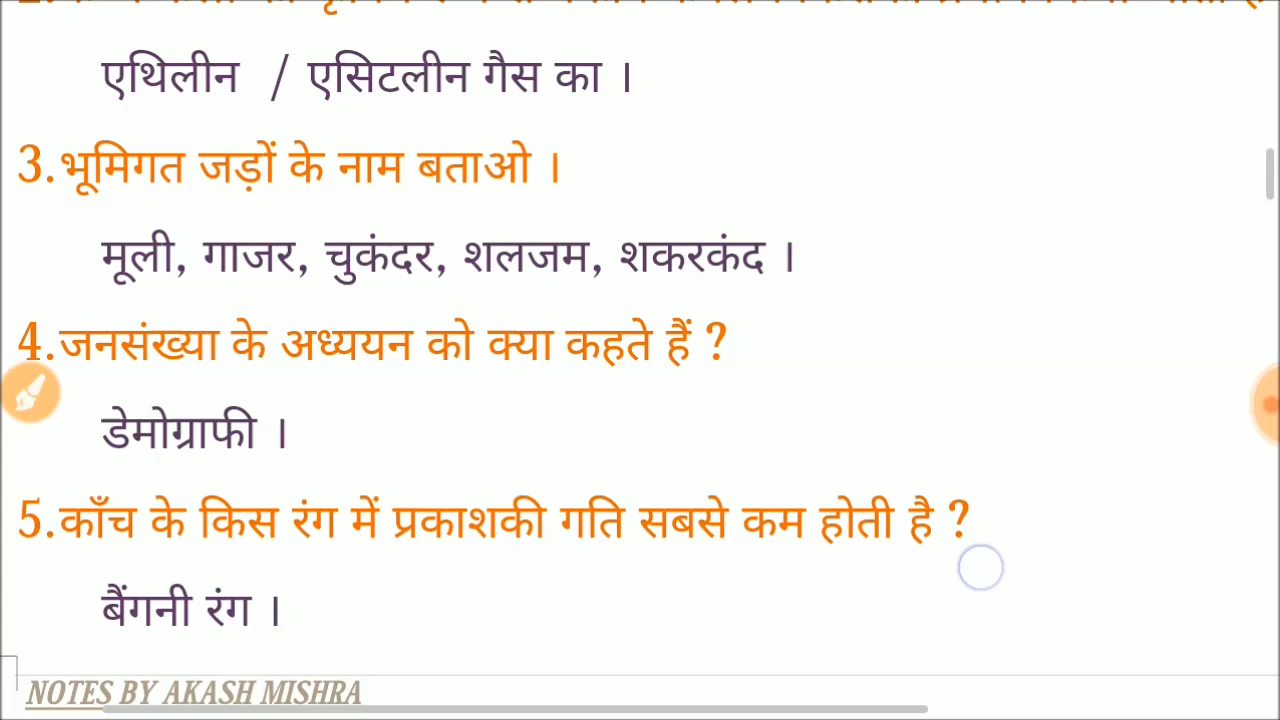 एथिलीन / एसिटलीन गैस का ।
3.भूमिगत जड़ों के नाम बताओ ।
मूली, गाजर, चुकंदर, शलजम, शकरकंद ।
4.जनसंख्या के अध्ययन को क्या कहते हैं ?
डेमोग्राफी ।
5.काँच के किस रंग में प्रकाशकी गति सबसे कम होती है ?
बैंगनी रंग ।
NOTES BY AKASH MISHRA